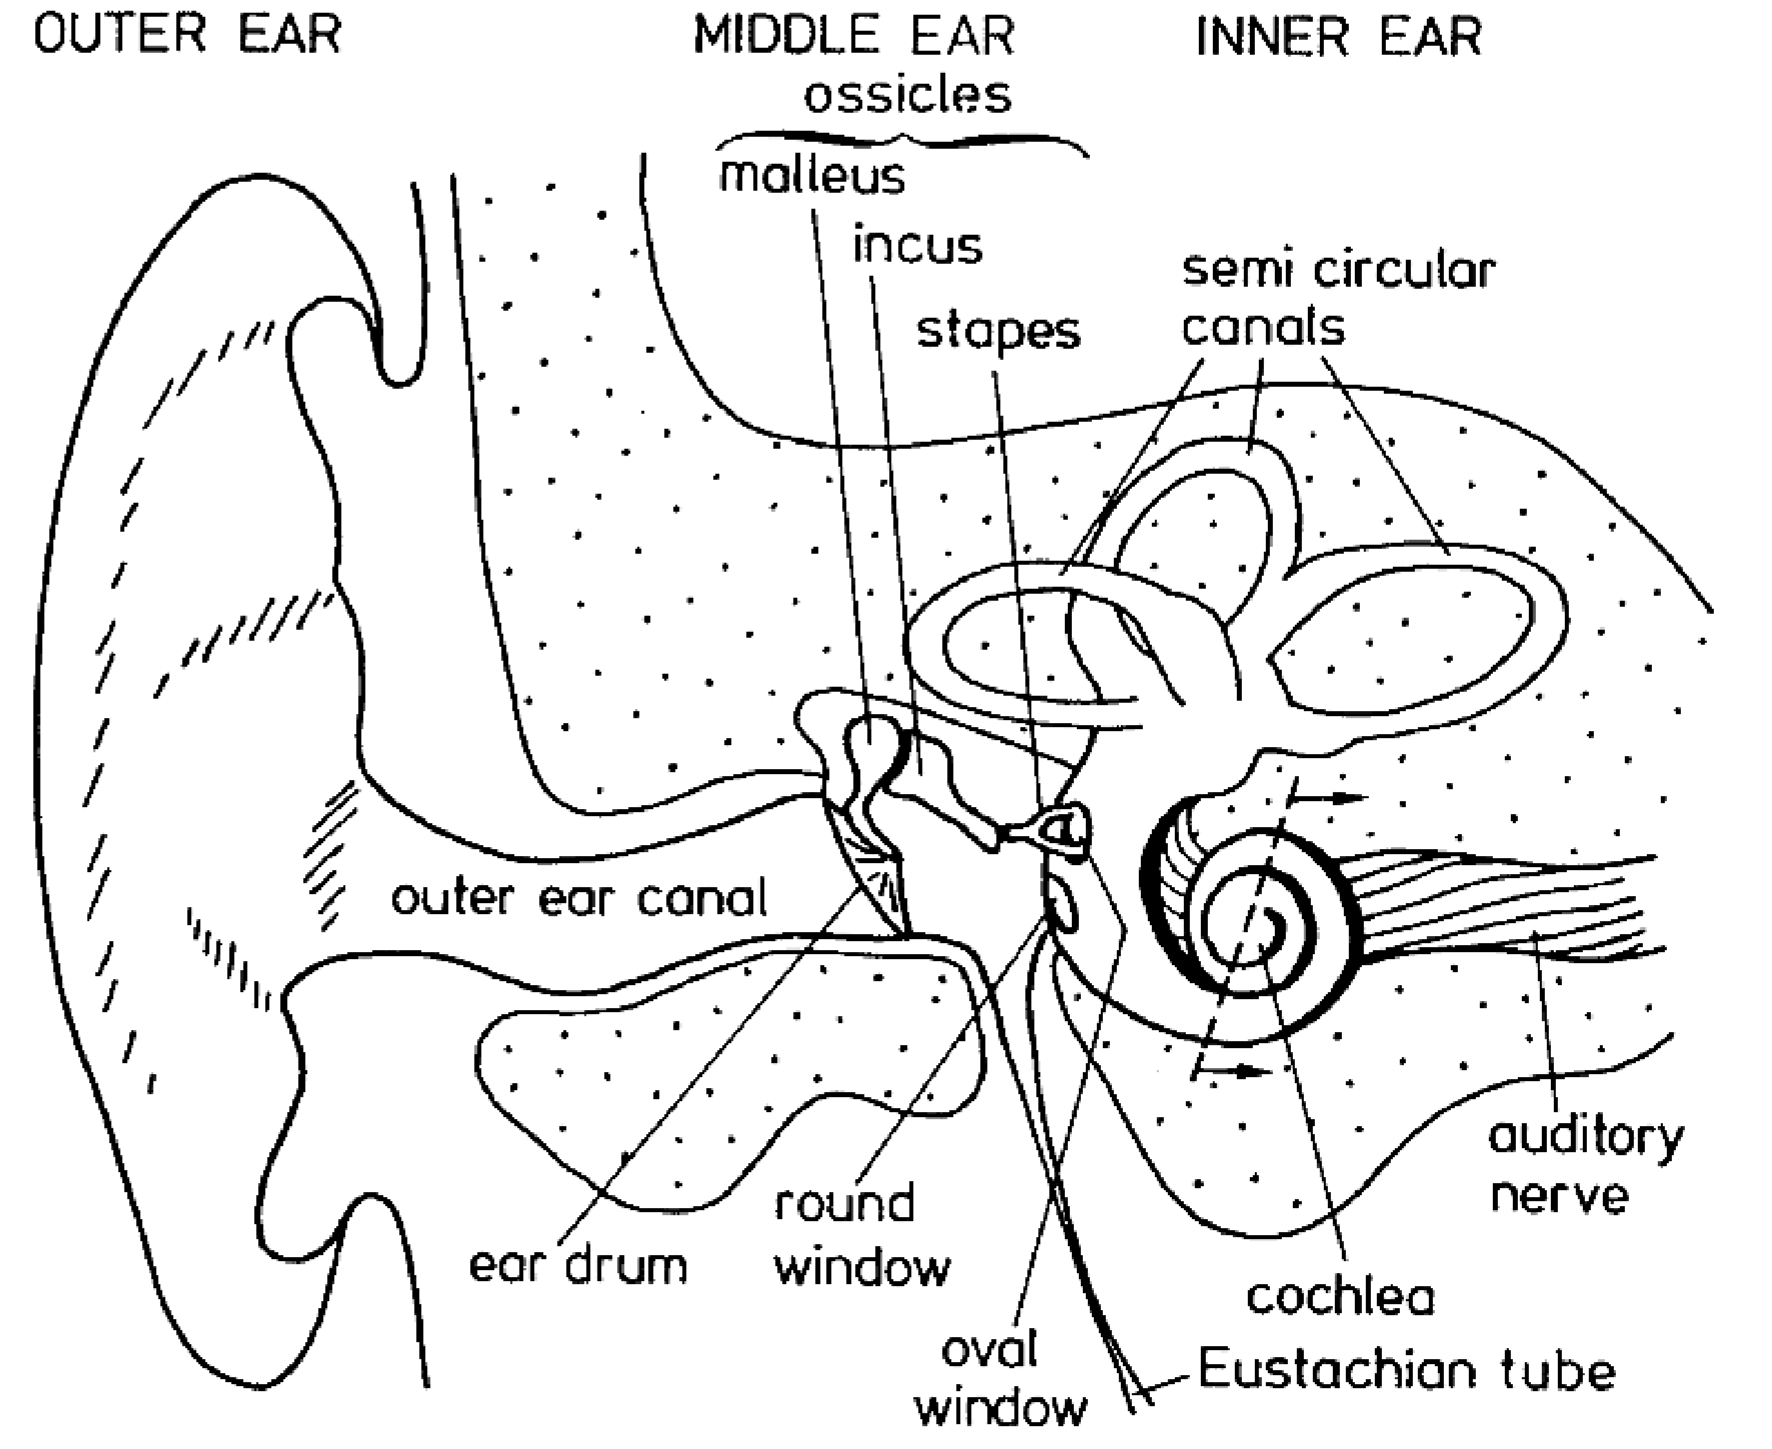 OUTER EAR
MIDDLE EAR
INNER EAR
ossicles
malleus
incus
stapes
semi circular
canals
outer ear canal
auditory
nerve
round
window
ear drum
cochlea
oval
window
Eustachian tube